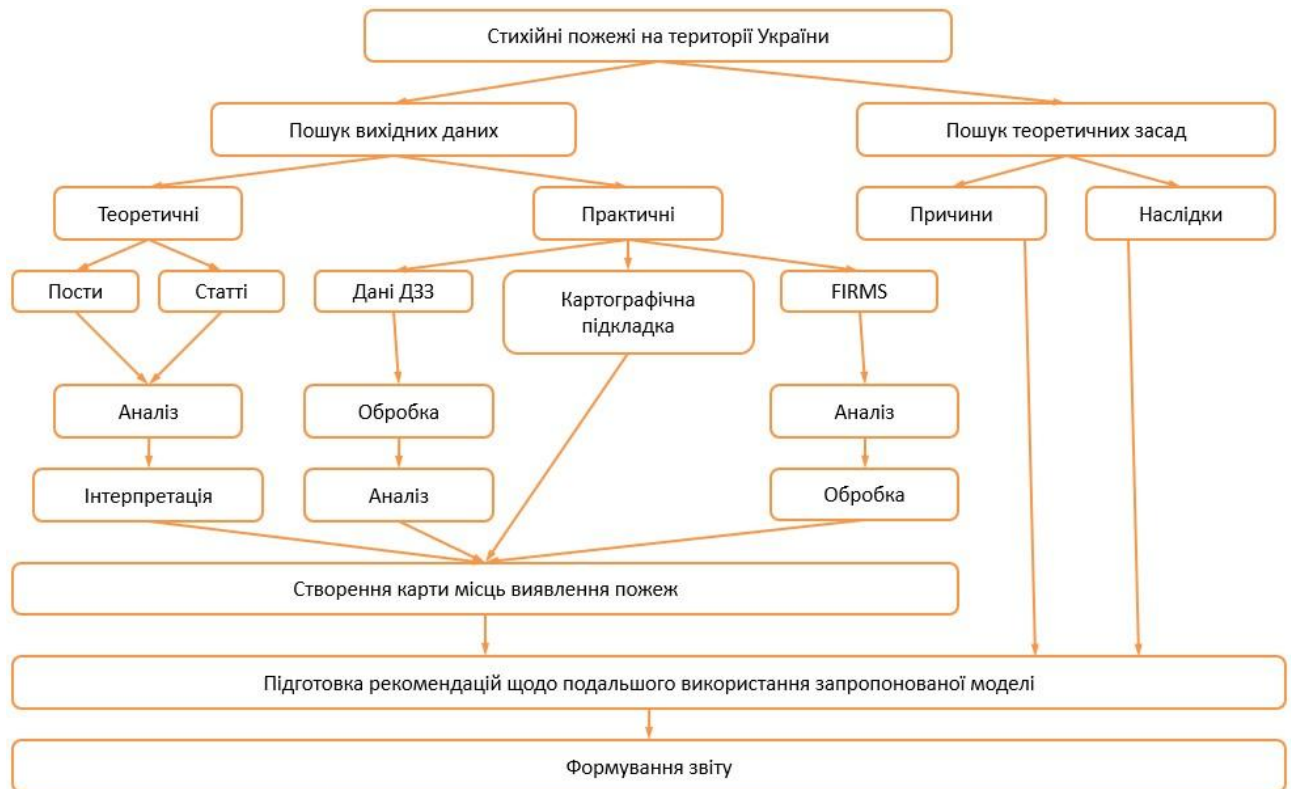 Стихійні пожежі на території України
Пошук вихідних даних
Пошук теоретичних засад
Теоретичні
Практичні
Причини
Наслідки
Пости
Статті
Дані ДЗЗ
Картографічна
підкладка
FIRMS
Аналіз
Обробка
Аналіз
Інтерпретація
Аналіз
Обробка
Створення карти місць виявлення пожеж
Підготовка рекомендацій щодо подальшого використання запропонованої моделі
Формування звіту